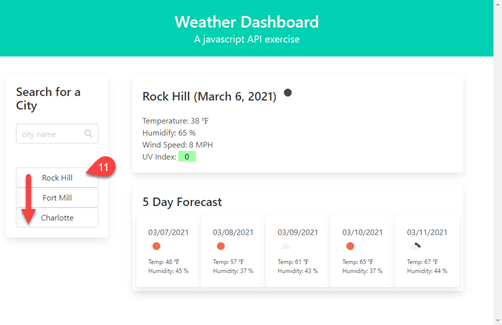 Weather Dashboard
A javascript API exercise
Search for a
City
city name
Rock Hill
Fort Mill
Charlotte
11
Rock Hill (March 6, 2021)
Temperature: 38 °F
Humidify: 65 %
Wind Speed: 8 MPH
UV Index: 0
5 Day Forecast
03/07/2021
Temp: 48 °F
Humidity: 45 %
03/08/2021
Temp: 57 °F
Humidity: 37 %
03/09/2021
Temp: 61 °F
Humidity: 43 %
03/10/2021
Temp: 65 °F
Humidity: 37 %
03/11/2021
Temp: 67 °F
Humidity: 44 %